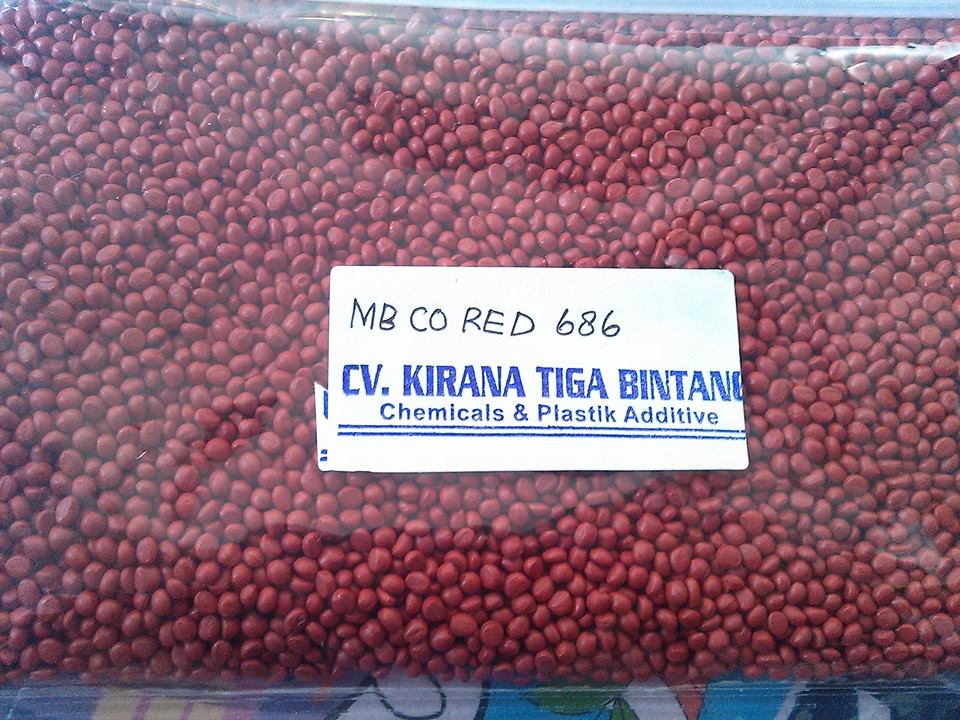 MB CO RED 686
CV. KIRANA TIGA BINTANG
Chemicals & Plastik Additive